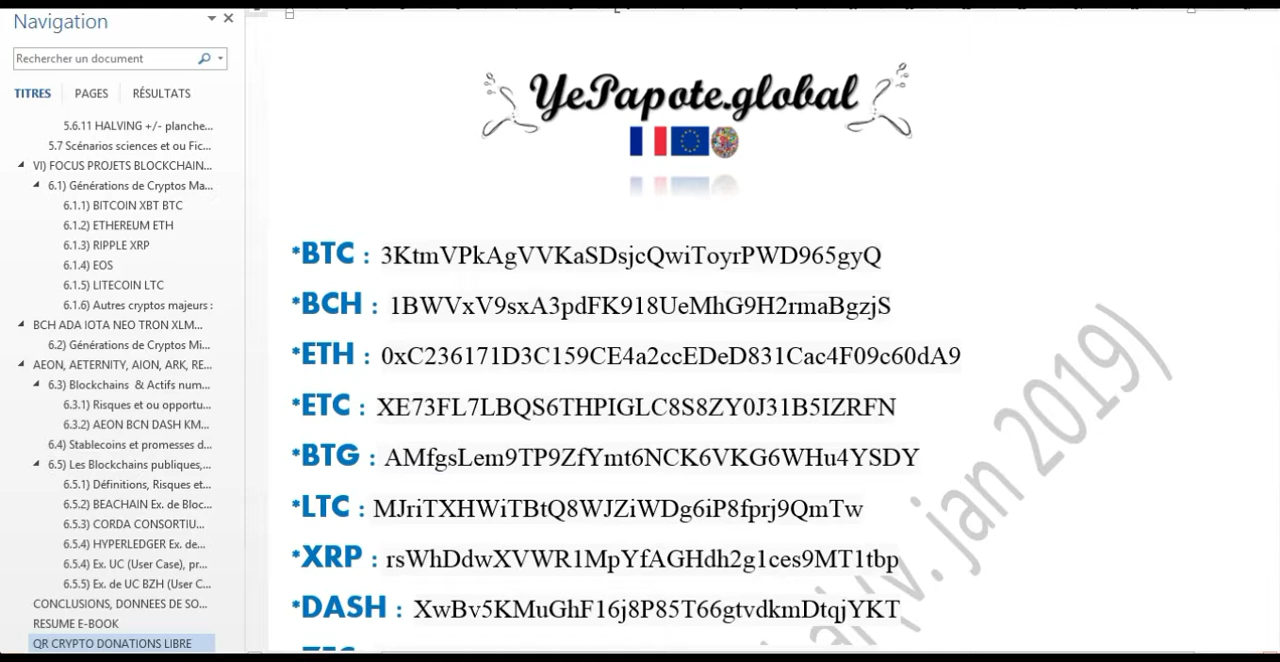 Navigation
Rechercher un document
TITRES PAGES RÉSULTATS
5.6.11 HALVING +/- planche...
5.7 Scénarios sciences et ou Fic...
VI) FOCUS PROJETS BLOCKCHAIN...
6.1) Générations de Cryptos Ma...
6.1.1) BITCOIN XBT BTC
6.1.2) ETHEREUM ETH
6.1.3) RIPPLE XRP
6.1.4) EOS
6.1.5) LITECOIN LTC
6.1.6) Autres cryptos majeurs :
BCH ADA IOTA NEO TRON XLM...
6.2) Générations de Cryptos Mi...
AEON, AETERNITY, AION, ARK, RE...
6.3) Blockchains & Actifs num...
6.3.1) Risques et ou opportu...
6.3.2) AEON BCN DASH KM...
6.4) Stablecoins et promesses d...
6.5) Les Blockchains publiques,...
6.5.1) Définitions, Risques et...
6.5.2) BEACHAIN Ex. de Bloc...
6.5.3) CORDA CONSORTIU...
6.5.4) HYPERLEDGER Ex. de...
6.5.4) Ex. UC (User Case), pr...
6.5.5) Ex. de UC BZH (User C...
CONCLUSIONS, DONNEES DE SO...
RESUME E-BOOK
QR CRYPTO DONATIONS LIBRE
YePapote.global
*BTC : 3KtmVPkAgVVKaSDsjcQwiToyrPWD965gyQ
*BCH : 1BWVxV9sxA3pdFK918UeMhG9H2rmaBgzjS
*ETH : 0xC236171D3C159CE4a2ccEDeD831Cac4F09c60dA9
*ETC : XE73FL7LBQS6THPIGLC8S8ZY0J31B5IZRFN
*BTG : AMfgsLem9TP9ZfYmt6NCK6VKG6WHu4YSDY
*LTC : MJriTXHWiTBtQ8WJZiWDg6iP8fprj9QmTw
*XRP : rsWhDdwXVWR1MpYfAGHdh2g1ces9MT1tbp
*DASH : XwBv5KMuGhF16j8P85T66gtvdkmDtqjYKT
(v. jan 2019)